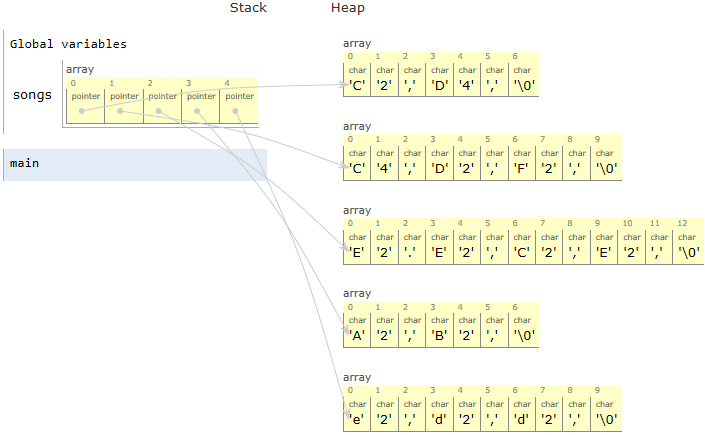 Stack Heap
Global variables
songs
array
0 1 2 3 4
pointer pointer pointer pointer pointer
main
array
0 1 2 3 4 5 6
char char char char char char char
'C' '2' ',' 'D' '4' ',' '\0'
array
0 1 2 3 4 5 6 7 8 9
char char char char char char char char char char
'C' '4' ',' 'D' '2' ',' 'F' '2' ',' '\0'
array
0 1 2 3 4 5 6 7 8 9 10 11 12
char char char char char char char char char char char char char
'E' '2' '.' 'E' '2' ',' 'C' '2' ',' 'E' '2' ',' '\0'
array
0 1 2 3 4 5 6
char char char char char char char
'A' '2' ',' 'B' '2' ',' '\0'
array
0 1 2 3 4 5 6 7 8 9
char char char char char char char char char char
'e' '2' ',' 'd' '2' ',' 'd' '2' ',' '\0'